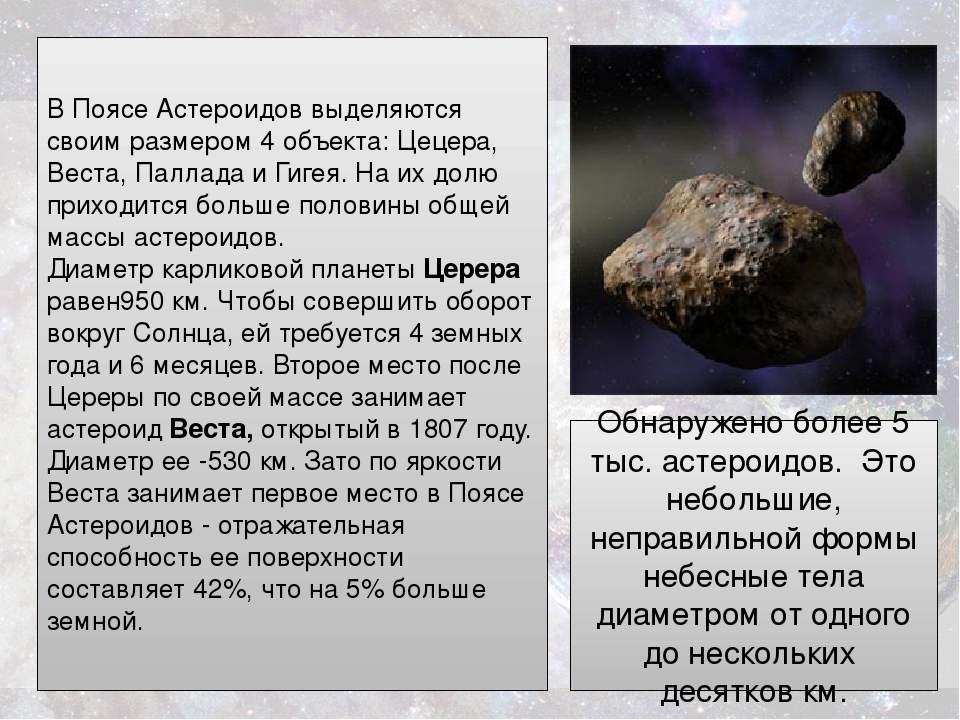 В Поясе Астероидов выделяются
своим размером 4 объекта: Цецера,
Веста, Паллада и Гигея. На их долю
приходится больше половины общей
массы астероидов.
Диаметр карликовой планеты Церера
равен950 км. Чтобы совершить оборот
вокруг Солнца, ей требуется 4 земных
года и 6 месяцев. Второе место после
Цереры по своей массе занимает
астероид Веста, открытый в 1807 году.
Диаметр ее -530 км. Зато по яркости
Веста занимает первое место в Поясе
Астероидов - отражательная
способность ее поверхности
составляет 42%, что на 5% больше
земной.
Обнаружено более 5
тыс. астероидов. Это
небольшие,
неправильной формы
небесные тела
диаметром от одного
до нескольких
десятков км.